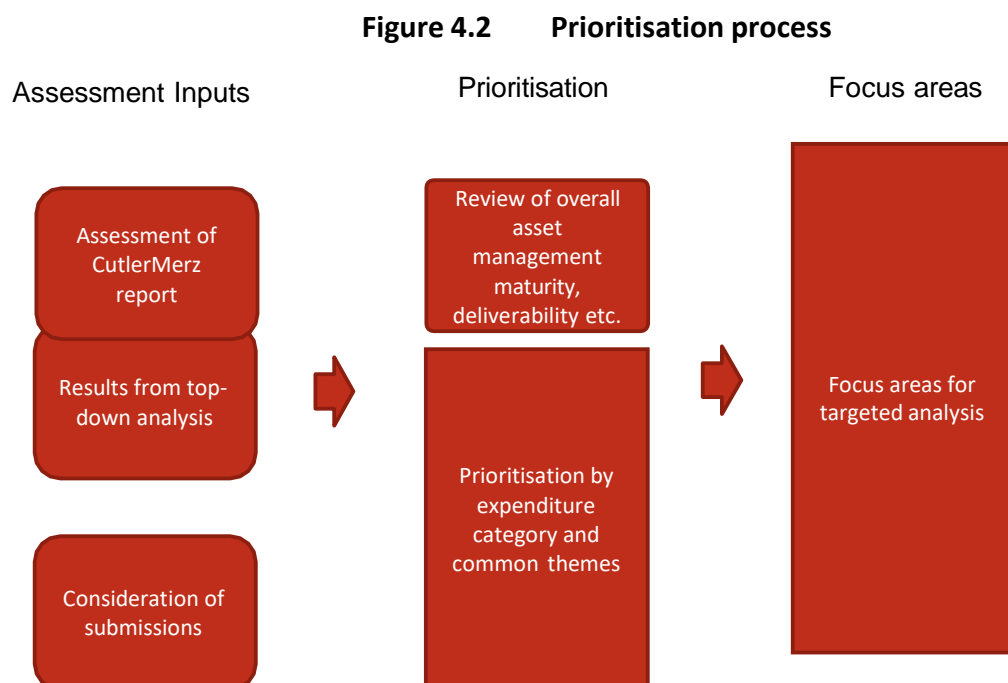 Figure 4.2 Prioritisation process
Assessment Inputs
Prioritisation
Focus areas
Assessment of
CutlerMerz
report
Results from top-
down analysis
Consideration of
submissions
Review of overall
asset
management
maturity,
deliverability etc.
Prioritisation by
expenditure
category and
common themes
Focus areas for
targeted analysis